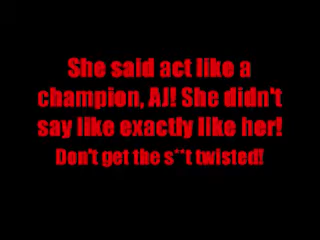 She said act like a
champion, AJ! She didn't
say like exactly like her!
Don't get the s**t twisted!